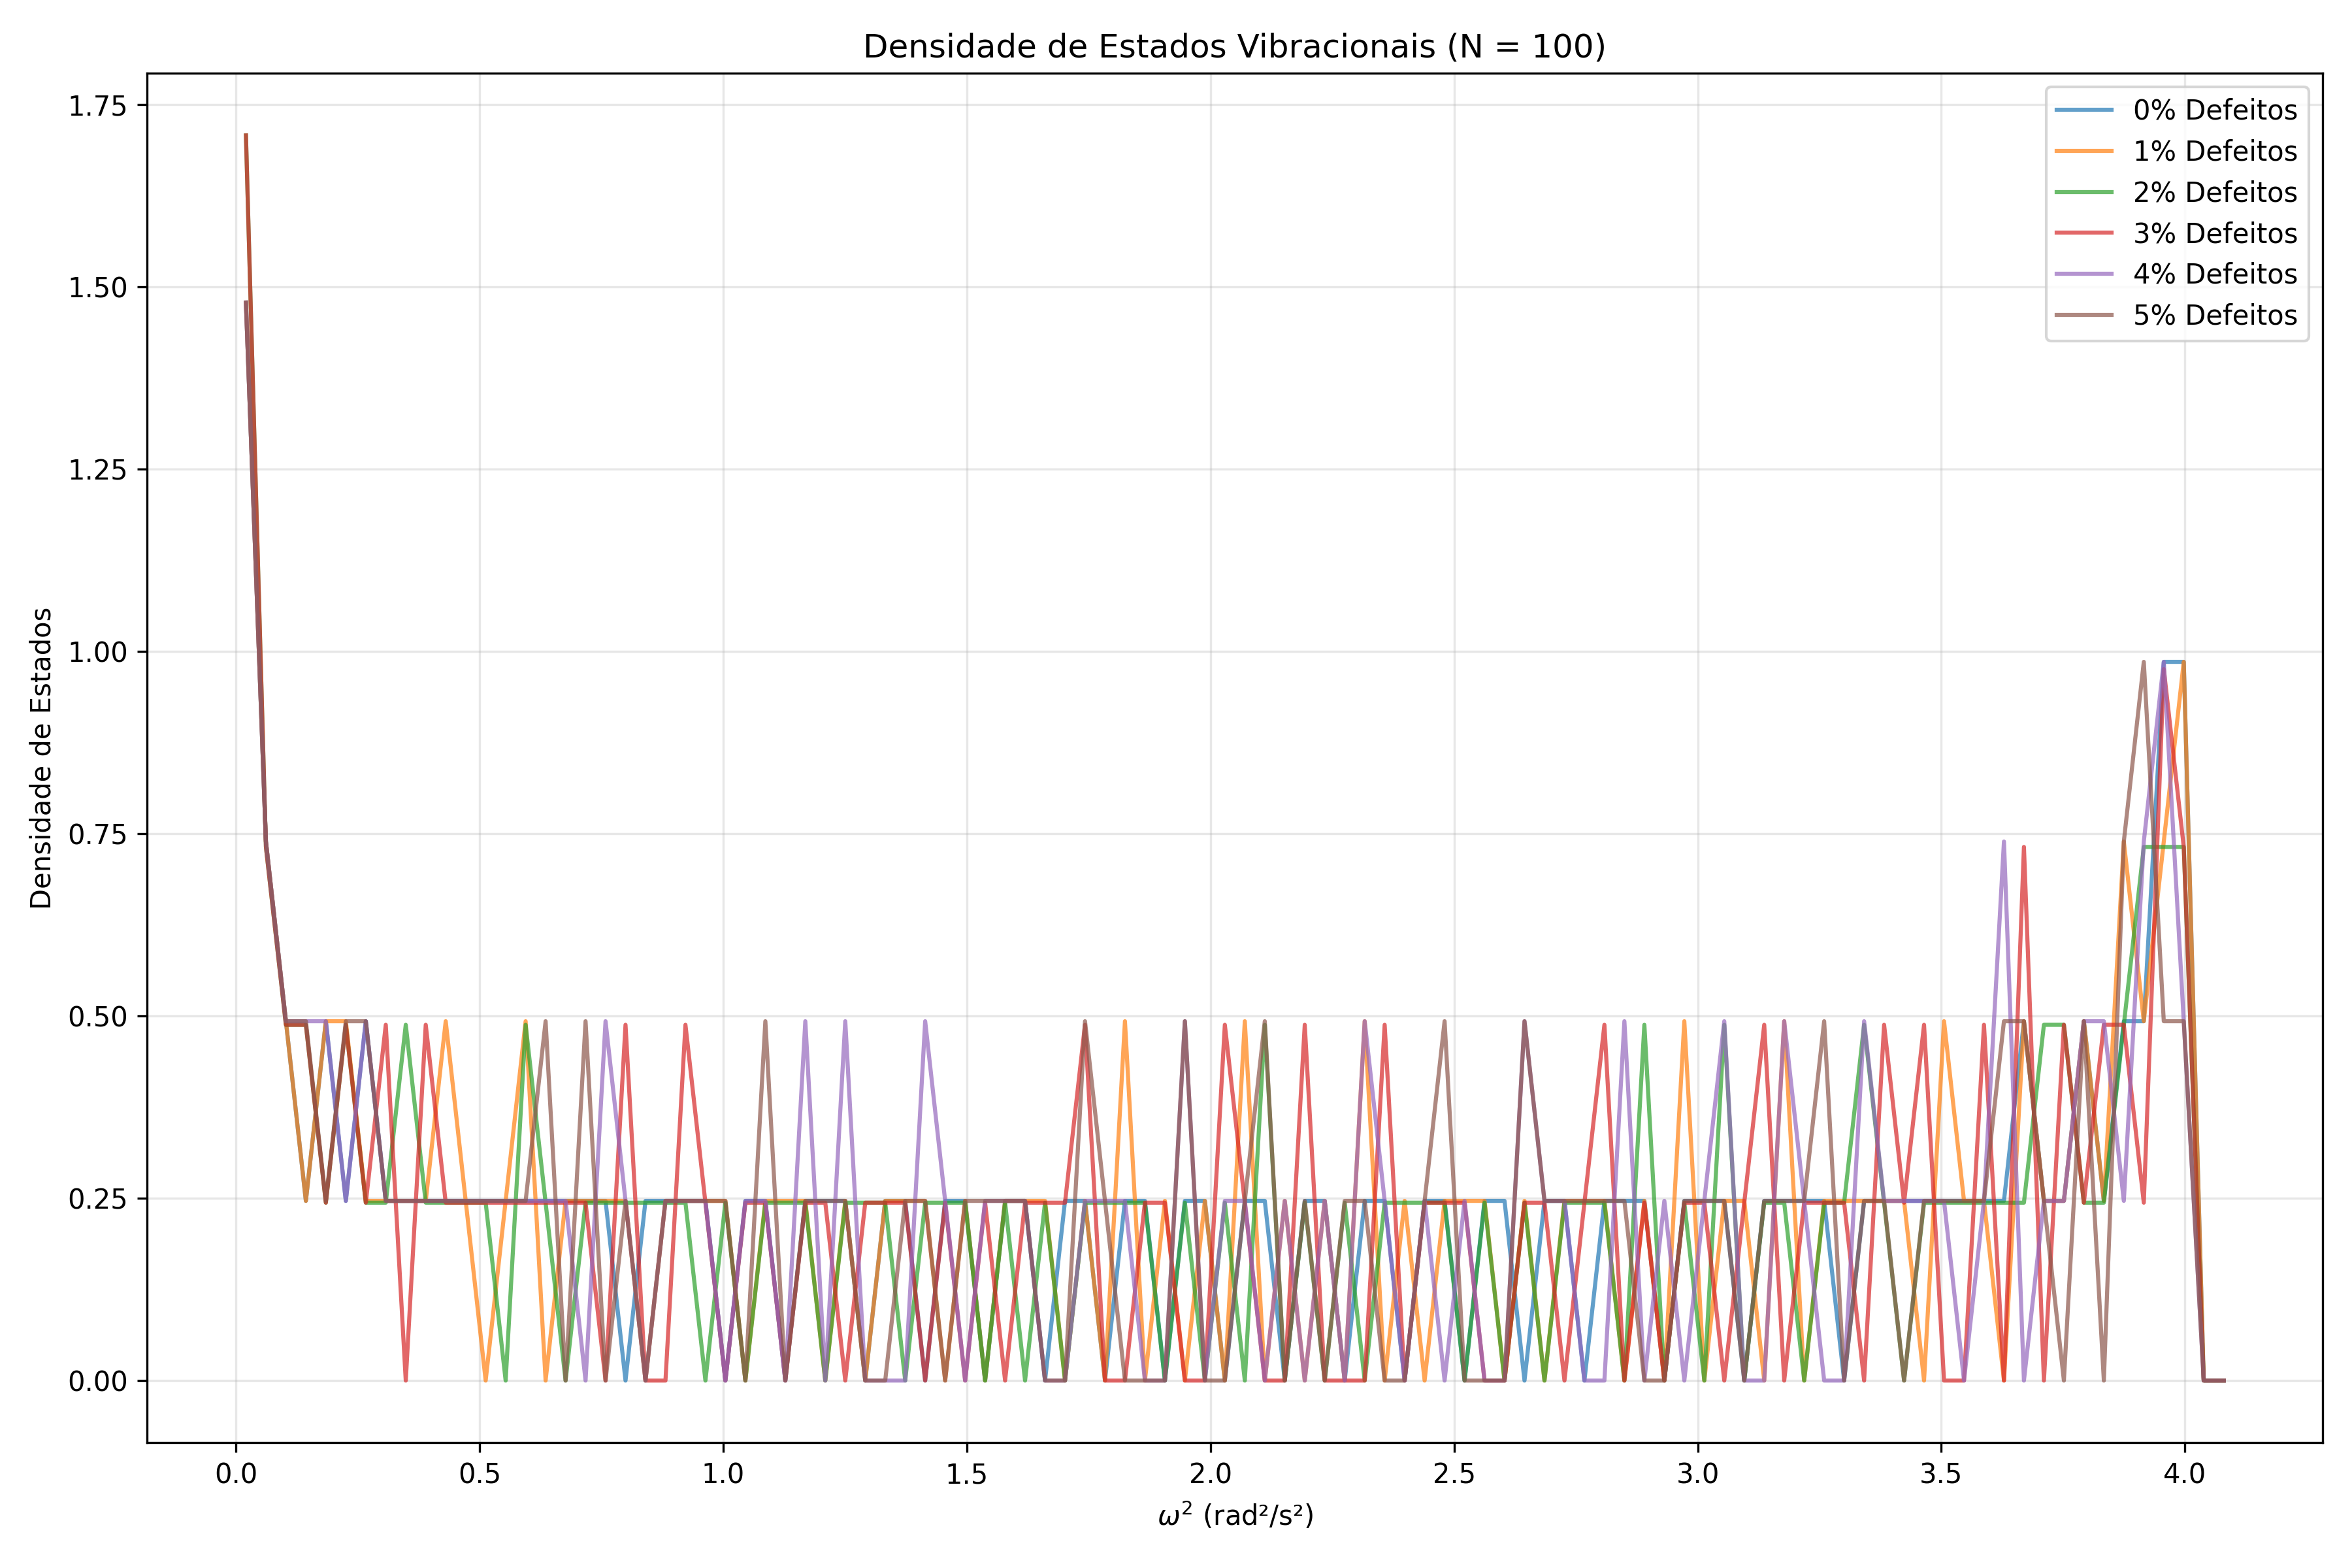 Densidade de Estados Vibracionais (N = 100)
1.75
1.50
1.25
1.00
0.75
0.50
0.25
0.00
Densidade de Estados
0% Defeitos
1% Defeitos
2% Defeitos
3% Defeitos
4% Defeitos
5% Defeitos
0.0 0.5 1.0 1.5 2.0 2.5 3.0 3.5 4.0
ω² (rad²/s²)